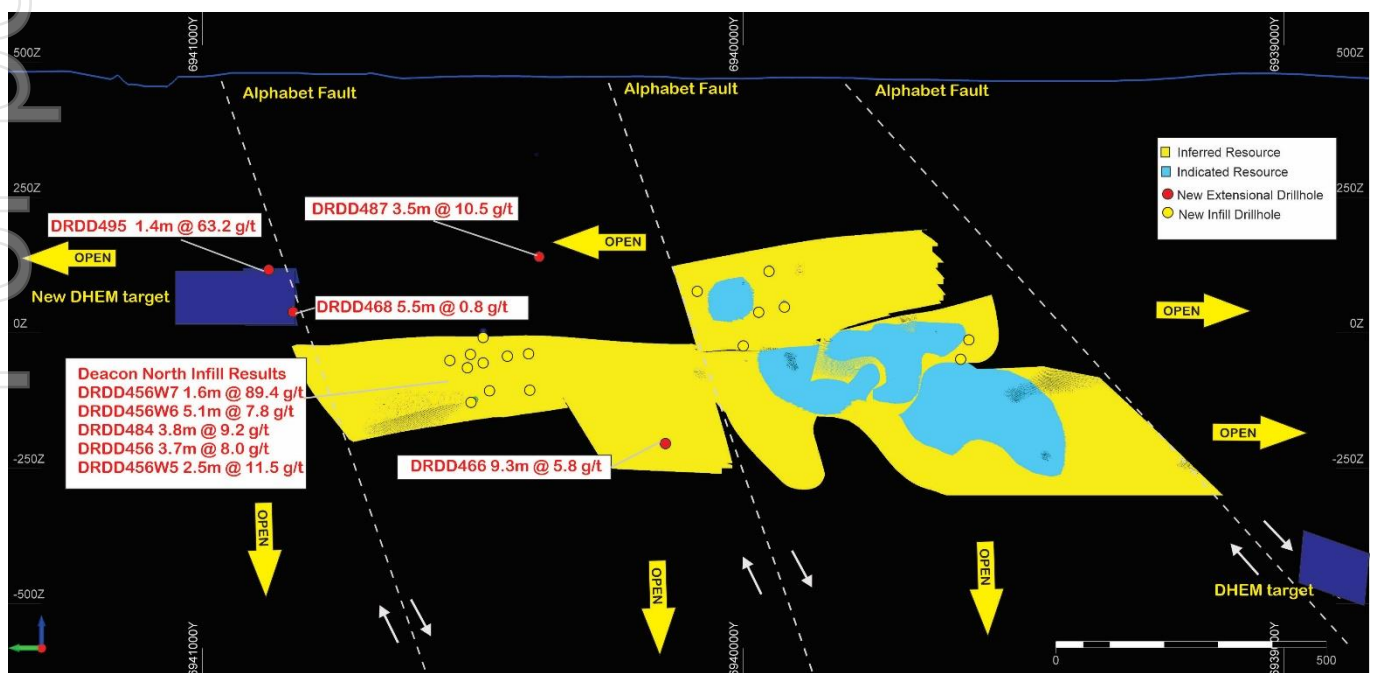 6941000Y
6940000Y
6939000Y
500Z
500Z
Alphabet Fault
Alphabet Fault
Alphabet Fault
Inferred Resource
Indicated Resource
New Extensional Drillhole
New Infill Drillhole
250Z
250Z
DRDD487 3.5m @ 10.5 g/t
DRDD495 1.4m @ 63.2 g/t
OPEN
OPEN
New DHEM target
DRDD468 5.5m @ 0.8 g/t
OPEN
0Z
0Z
Deacon North Infill Results
DRDD456W7 1.6m @ 89.4 g/t
DRDD456W6 5.1m @ 7.8 g/t
DRDD484 3.8m @ 9.2 g/t
DRDD456 3.7m @ 8.0 g/t
DRDD456W5 2.5m @ 11.5 g/t
OPEN
DRDD466 9.3m @ 5.8 g/t
-250Z
-250Z
OPEN
OPEN
OPEN
DHEM target
-500Z
6941000Y
6940000Y
6939000Y
0
500